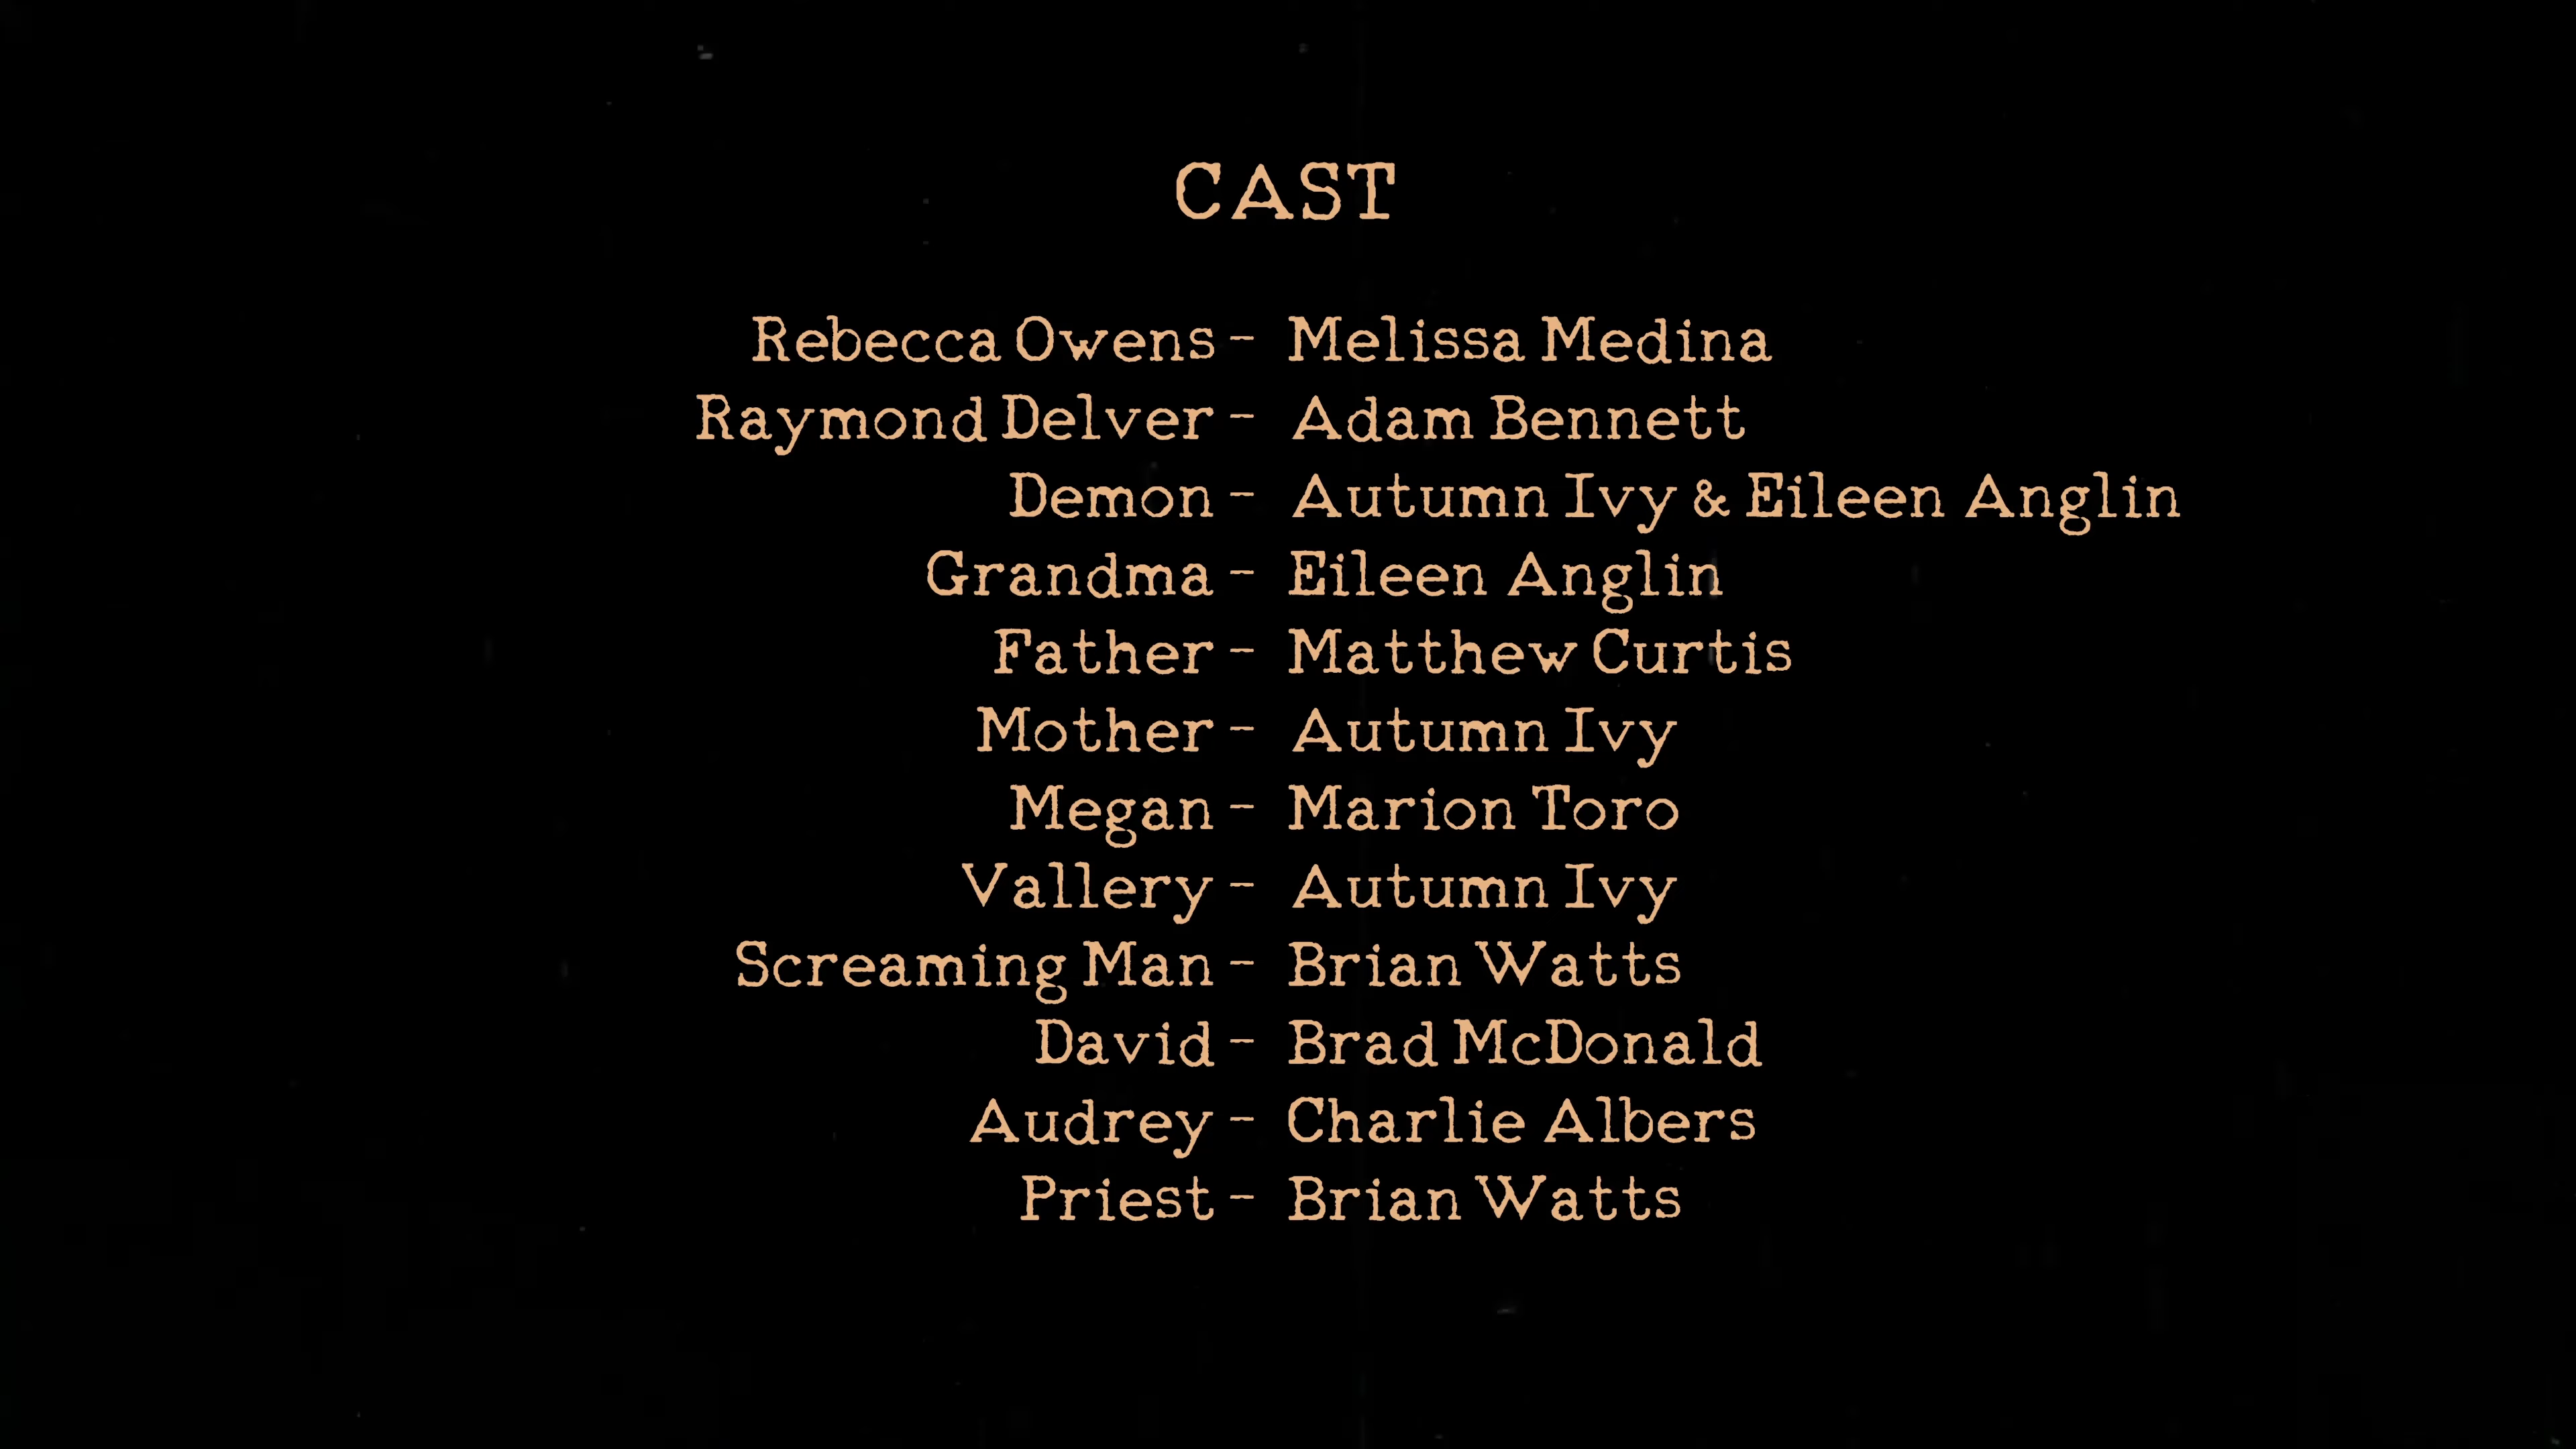 CAST
Rebecca Owens - Melissa Medina
Raymond Delver - Adam Bennett
Demon - Autumn Ivy & Eileen Anglin
Grandma - Eileen Anglin
Father - Matthew Curtis
Mother - Autumn Ivy
Megan - Marion Toro
Vallery - Autumn Ivy
Screaming Man - Brian Watts
David - Brad McDonald
Audrey - Charlie Albers
Priest - Brian Watts